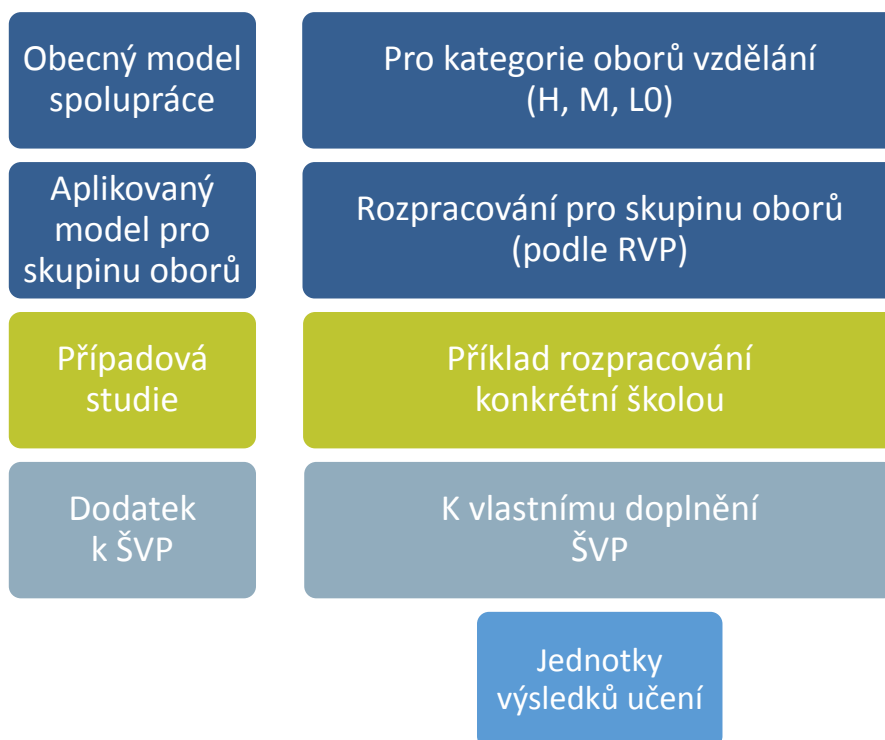 Obecný model
spolupráce
Pro kategorie oborů vzdělání
(H, M, L0)
Aplikovaný
model pro
skupinu oborů
Rozpracování pro skupinu oborů
(podle RVP)
Případová
studie
Příklad rozpracování
konkrétní školou
Dodatek
k ŠVP
K vlastnímu doplnění
ŠVP
Jednotky
výsledků učení